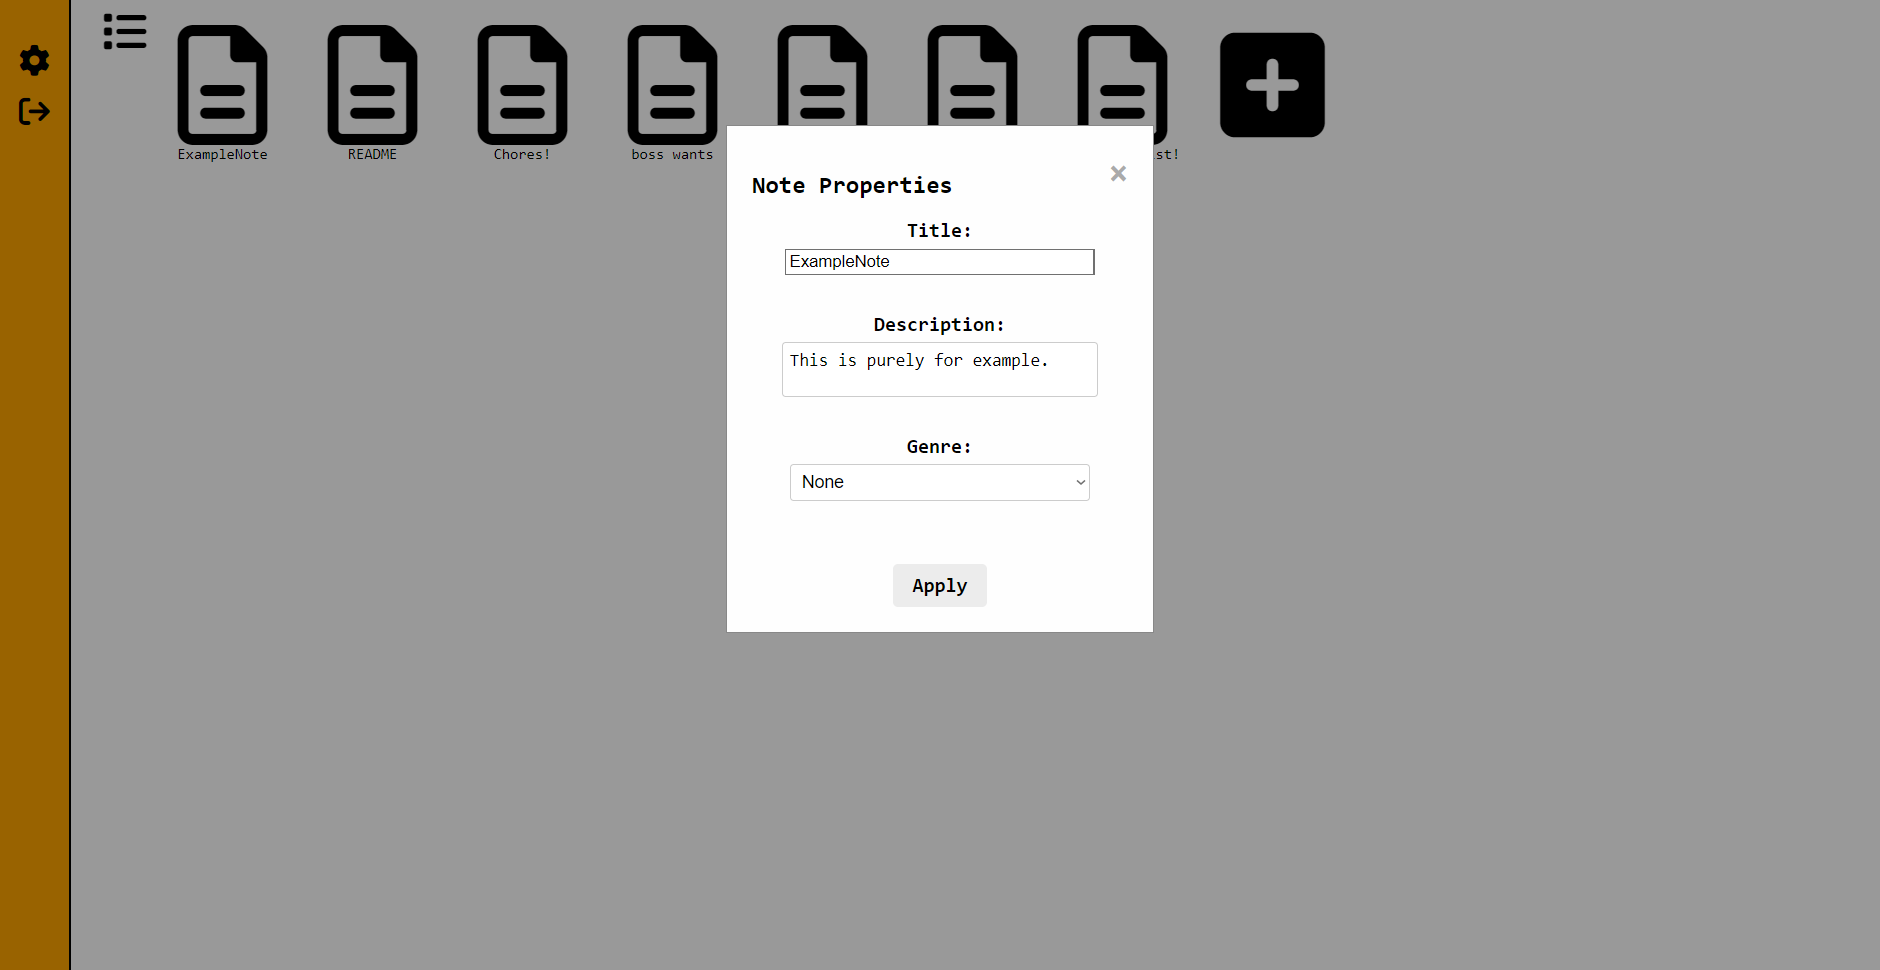 ExampleNote
README
Chores!
boss wants
st!
Note Properties
×
Title:
ExampleNote
Description:
This is purely for example.
Genre:
None
Apply